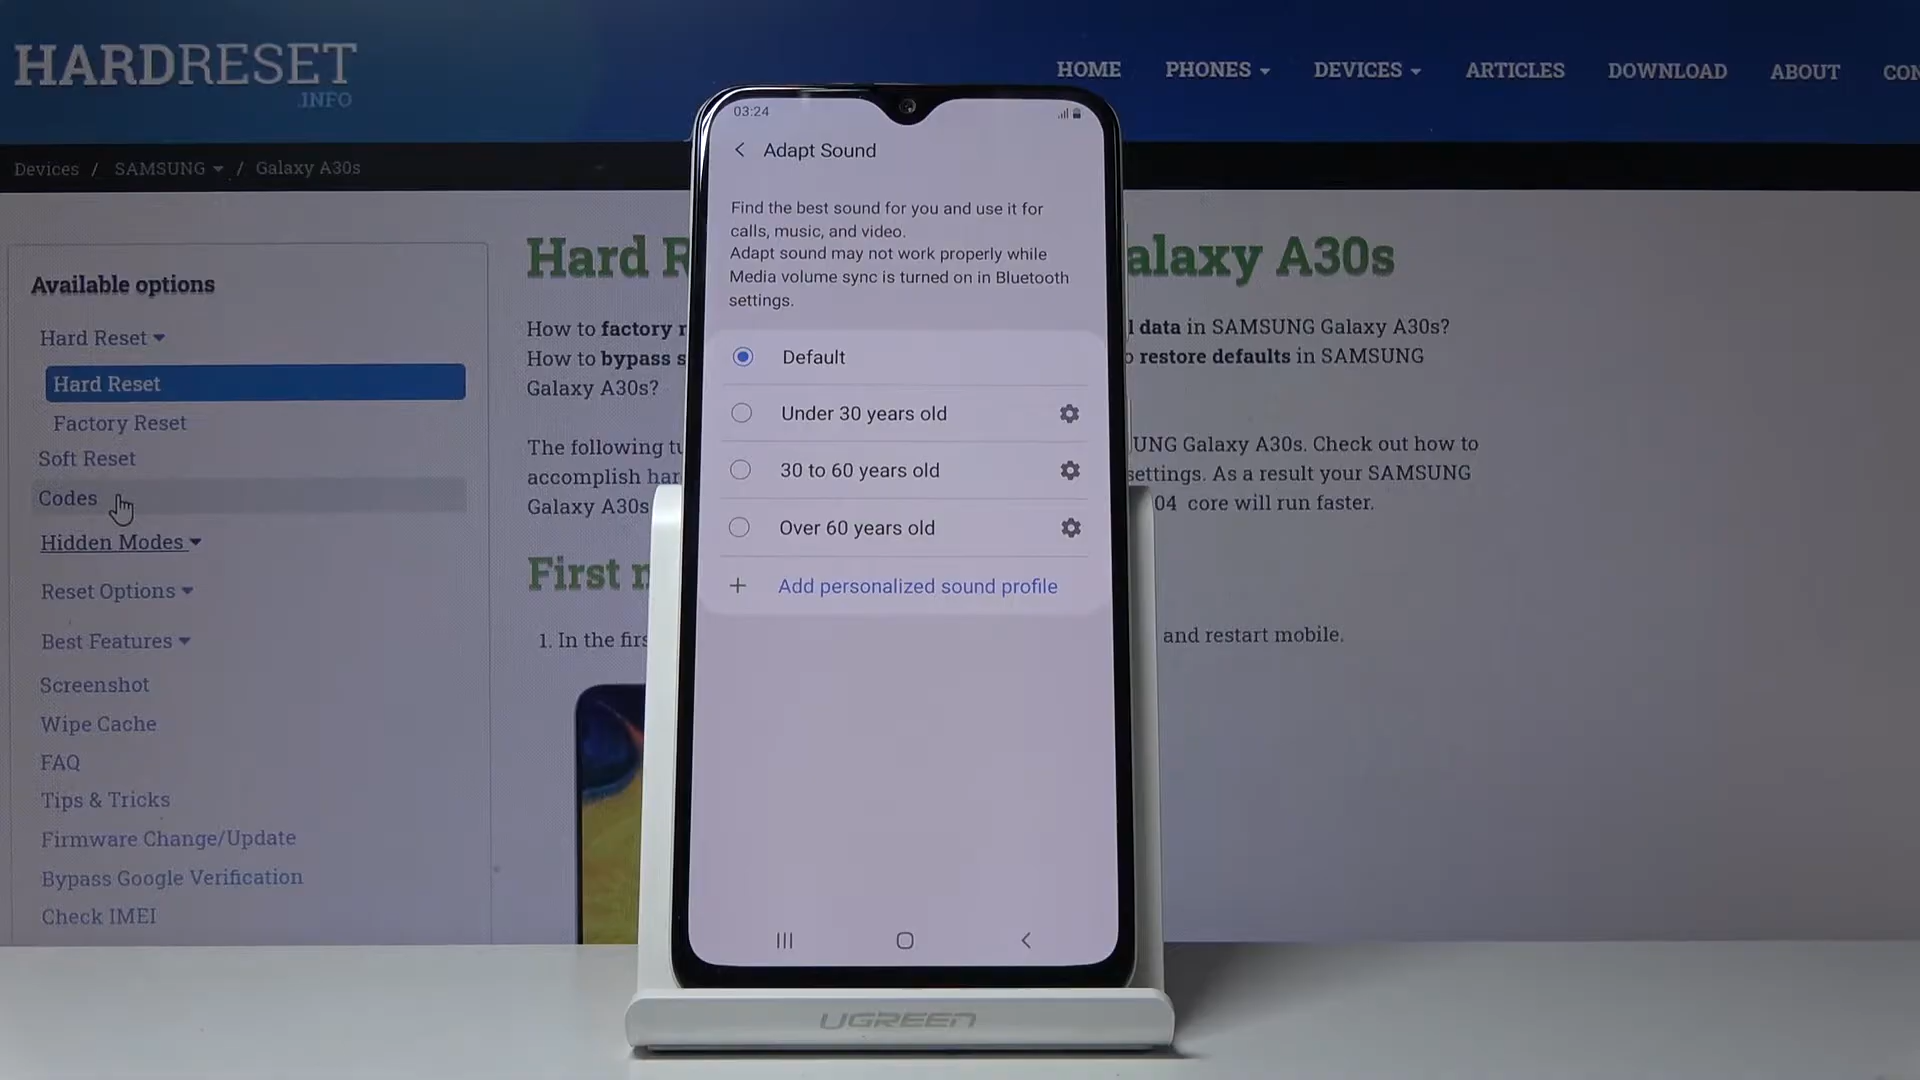 HARDRESET
.INFO
HOME PHONES DEVICES ARTICLES DOWNLOAD ABOUT
Devices / SAMSUNG / Galaxy A30s
Available options
Hard Reset
Hard Reset
Factory Reset
Soft Reset
Codes
Hidden Modes
Reset Options
Best Features
Screenshot
Wipe Cache
FAQ
Tips & Tricks
Firmware Change/Update
Bypass Google Verification
Check IMEI
Hard
Galaxy A30s
How to factory
data in SAMSUNG Galaxy A30s?
How to bypass
restore defaults in SAMSUNG
Galaxy A30s?
The following
Galaxy A30s. Check out how to
accomplish
settings. As a result your SAMSUNG
Galaxy A30s
04 core will run faster.
First
1. In the
and restart mobile.
03:24
Adapt Sound
Find the best sound for you and use it for
calls, music, and video.
Adapt sound may not work properly while
Media volume sync is turned on in Bluetooth
settings.
Default
Under 30 years old
30 to 60 years old
Over 60 years old
+ Add personalized sound profile
UGREEN